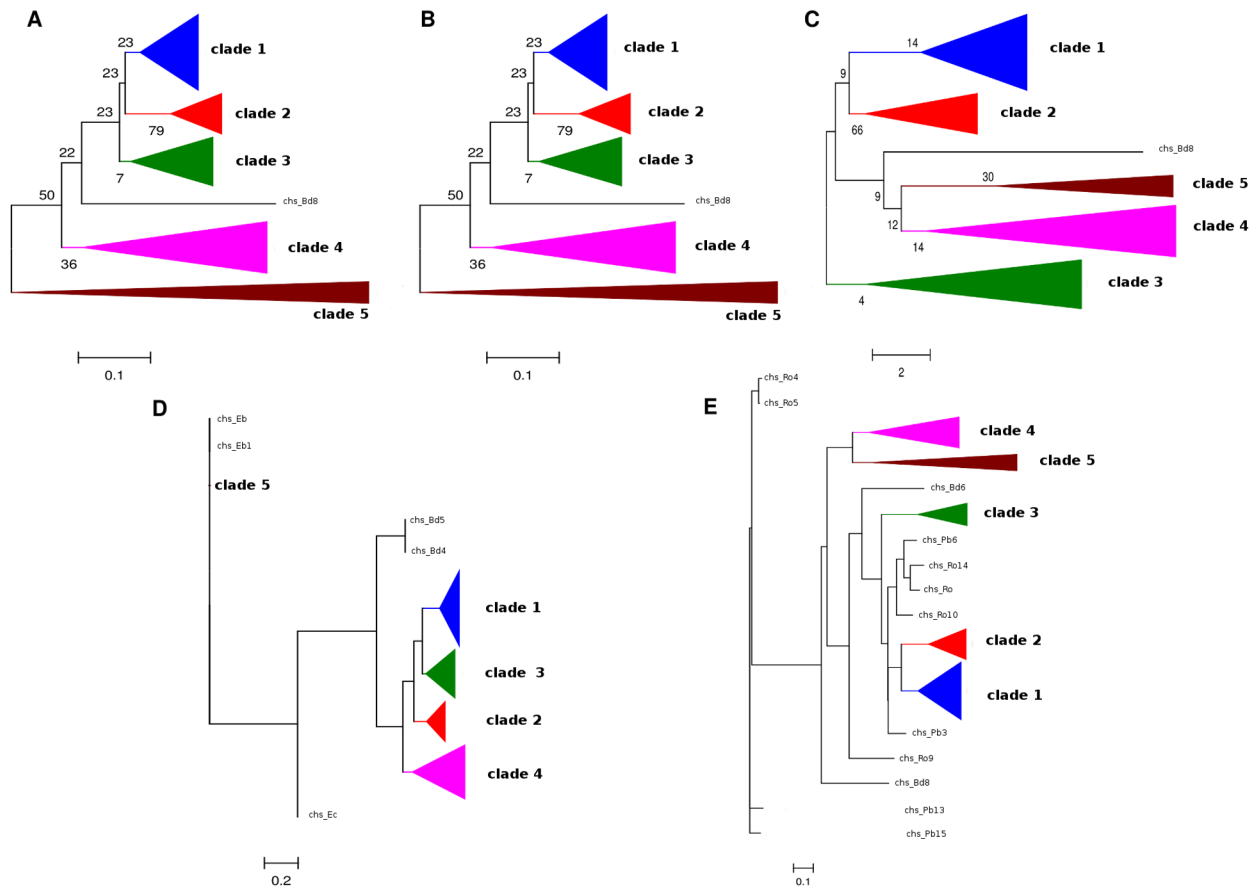 A
23
clade 1
23
23
clade 2
79
clade 3
22
7
50
chs_Bd8
clade 4
36
clade 5
0.1
B
23
clade 1
23
23
clade 2
79
clade 3
22
7
50
chs_Bd8
clade 4
36
clade 5
0.1
C
14
clade 1
9
clade 2
66
chs_Bd8
30
clade 5
9
12
clade 4
14
clade 3
4
2
D
chs_Eb
chs_Eb1
clade 5
chs_Bd5
chs_Bd4
clade 1
clade 3
clade 2
clade 4
chs_Ec
0.2
E
chs_Ro4
chs_Ro5
clade 4
clade 5
chs_Bd6
clade 3
chs_Pb6
chs_Ro14
chs_Ro
chs_Ro10
clade 2
clade 1
chs_Pb3
chs_Ro9
chs_Bd8
chs_Pb13
chs_Pb15
0.1